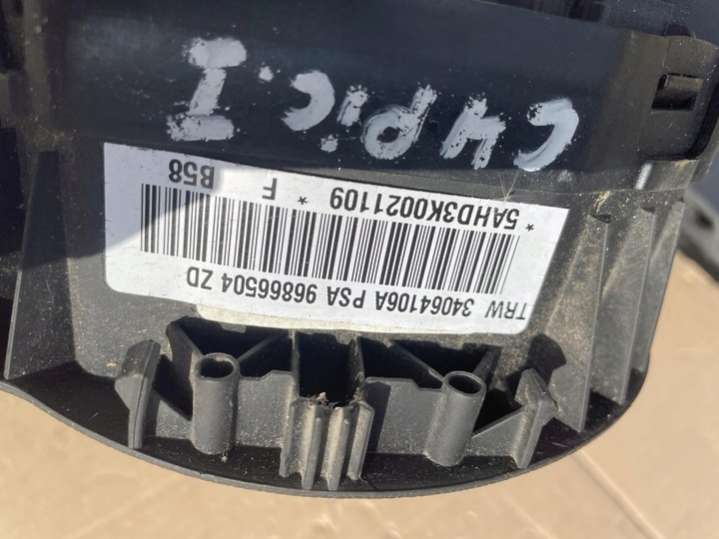 TRW 34064106A PSA 96866504 ZD
*5AHD3K0021109 * F B58
C4 PIC. I